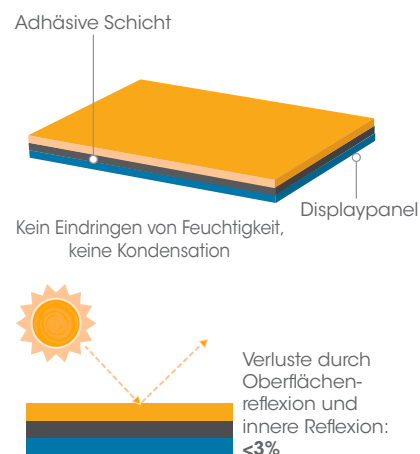 Adhäsive Schicht
Displaypanel
Kein Eindringen von Feuchtigkeit,
keine Kondensation
Verluste durch
Oberflächen-
reflexion und
innere Reflexion:
<3%